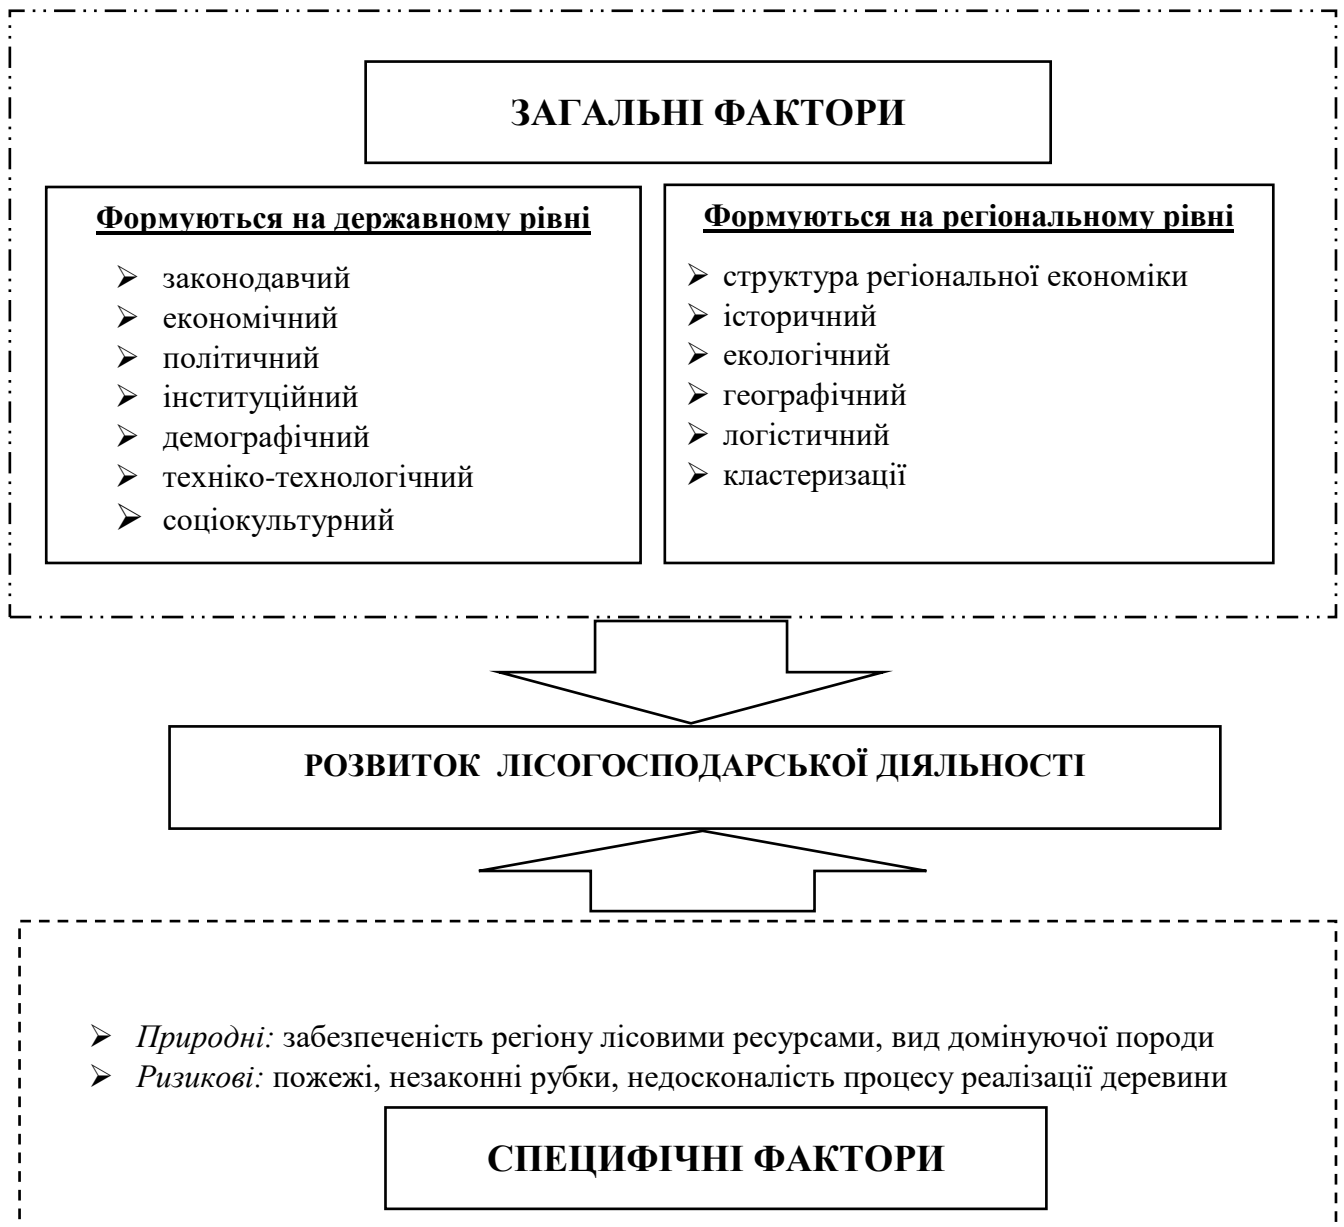 ЗАГАЛЬНІ ФАКТОРИ
Формуються на державному рівні
➢ законодавчий
➢ економічний
➢ політичний
➢ інституційний
➢ демографічний
➢ техніко-технологічний
➢ соціокультурний
Формуються на регіональному рівні
➢ структура регіональної економіки
➢ історичний
➢ екологічний
➢ географічний
➢ логістичний
➢ кластеризації
РОЗВИТОК ЛІСОГОСПОДАРСЬКОЇ ДІЯЛЬНОСТІ
➢ Природні: забезпеченість регіону лісовими ресурсами, вид домінуючої породи
➢ Ризикові: пожежі, незаконні рубки, недосконалість процесу реалізації деревини
СПЕЦИФІЧНІ ФАКТОРИ